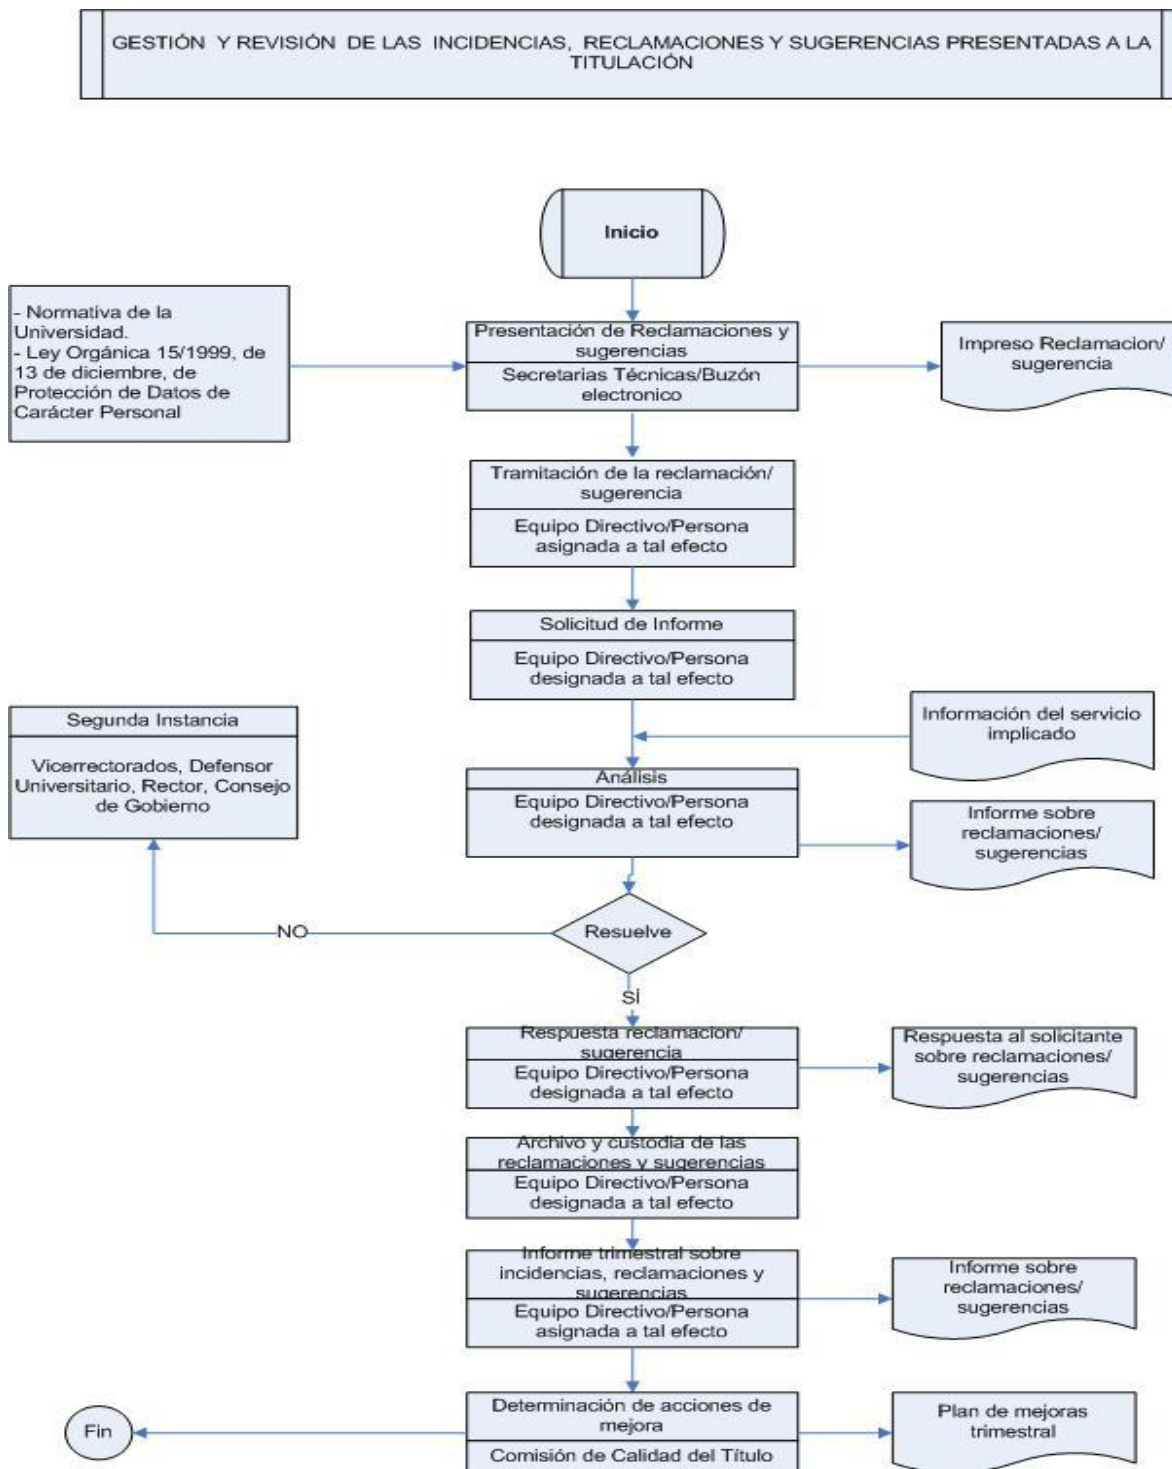 GESTIÓN Y REVISIÓN DE LAS INCIDENCIAS, RECLAMACIONES Y SUGERENCIAS PRESENTADAS A LA
TITULACIÓN
Inicio
- Normativa de la
Universidad.
- Ley Orgánica 15/1999, de
13 de diciembre, de
Protección de Datos de
Carácter Personal
Presentación de Reclamaciones y
sugerencias
Secretarias Técnicas/Buzón
electronico
Impreso Reclamacion/
sugerencia
Tramitación de la reclamación/
sugerencia
Equipo Directivo/Persona
asignada a tal efecto
Solicitud de Informe
Equipo Directivo/Persona
designada a tal efecto
Segunda Instancia
Vicerrectorados, Defensor
Universitario, Rector, Consejo
de Gobierno
Información del servicio
implicado
Análisis
Equipo Directivo/Persona
designada a tal efecto
Informe sobre
reclamaciones/
sugerencias
Resuelve
NO
SÍ
Respuesta reclamacion/
sugerencia
Equipo Directivo/Persona
designada a tal efecto
Respuesta al solicitante
sobre reclamaciones/
sugerencias
Archivo y custodia de las
reclamaciones y sugerencias
Equipo Directivo/Persona
designada a tal efecto
Informe trimestral sobre
incidencias, reclamaciones y
sugerencias
Equipo Directivo/Persona
asignada a tal efecto
Informe sobre
reclamaciones/
sugerencias
Determinación de acciones de
mejora
Comisión de Calidad del Título
Fin
Plan de mejoras
trimestral